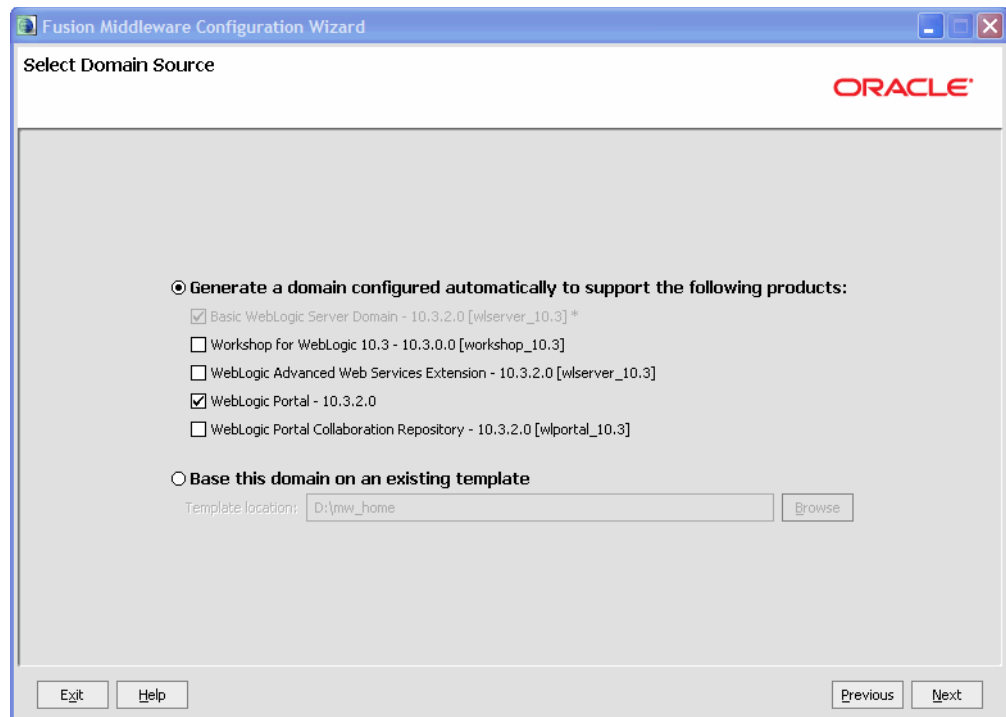 Fusion Middleware Configuration Wizard
Select Domain Source
ORACLE
Generate a domain configured automatically to support the following products:
Basic WebLogic Server Domain - 10.3.2.0 [wlserver_10.3] *
Workshop for WebLogic 10.3 - 10.3.0.0 [workshop_10.3]
WebLogic Advanced Web Services Extension - 10.3.2.0 [wlserver_10.3]
WebLogic Portal - 10.3.2.0
WebLogic Portal Collaboration Repository - 10.3.2.0 [wlportal_10.3]
Base this domain on an existing template
Template location: D:\mw_home Browse
Exit Help Previous Next